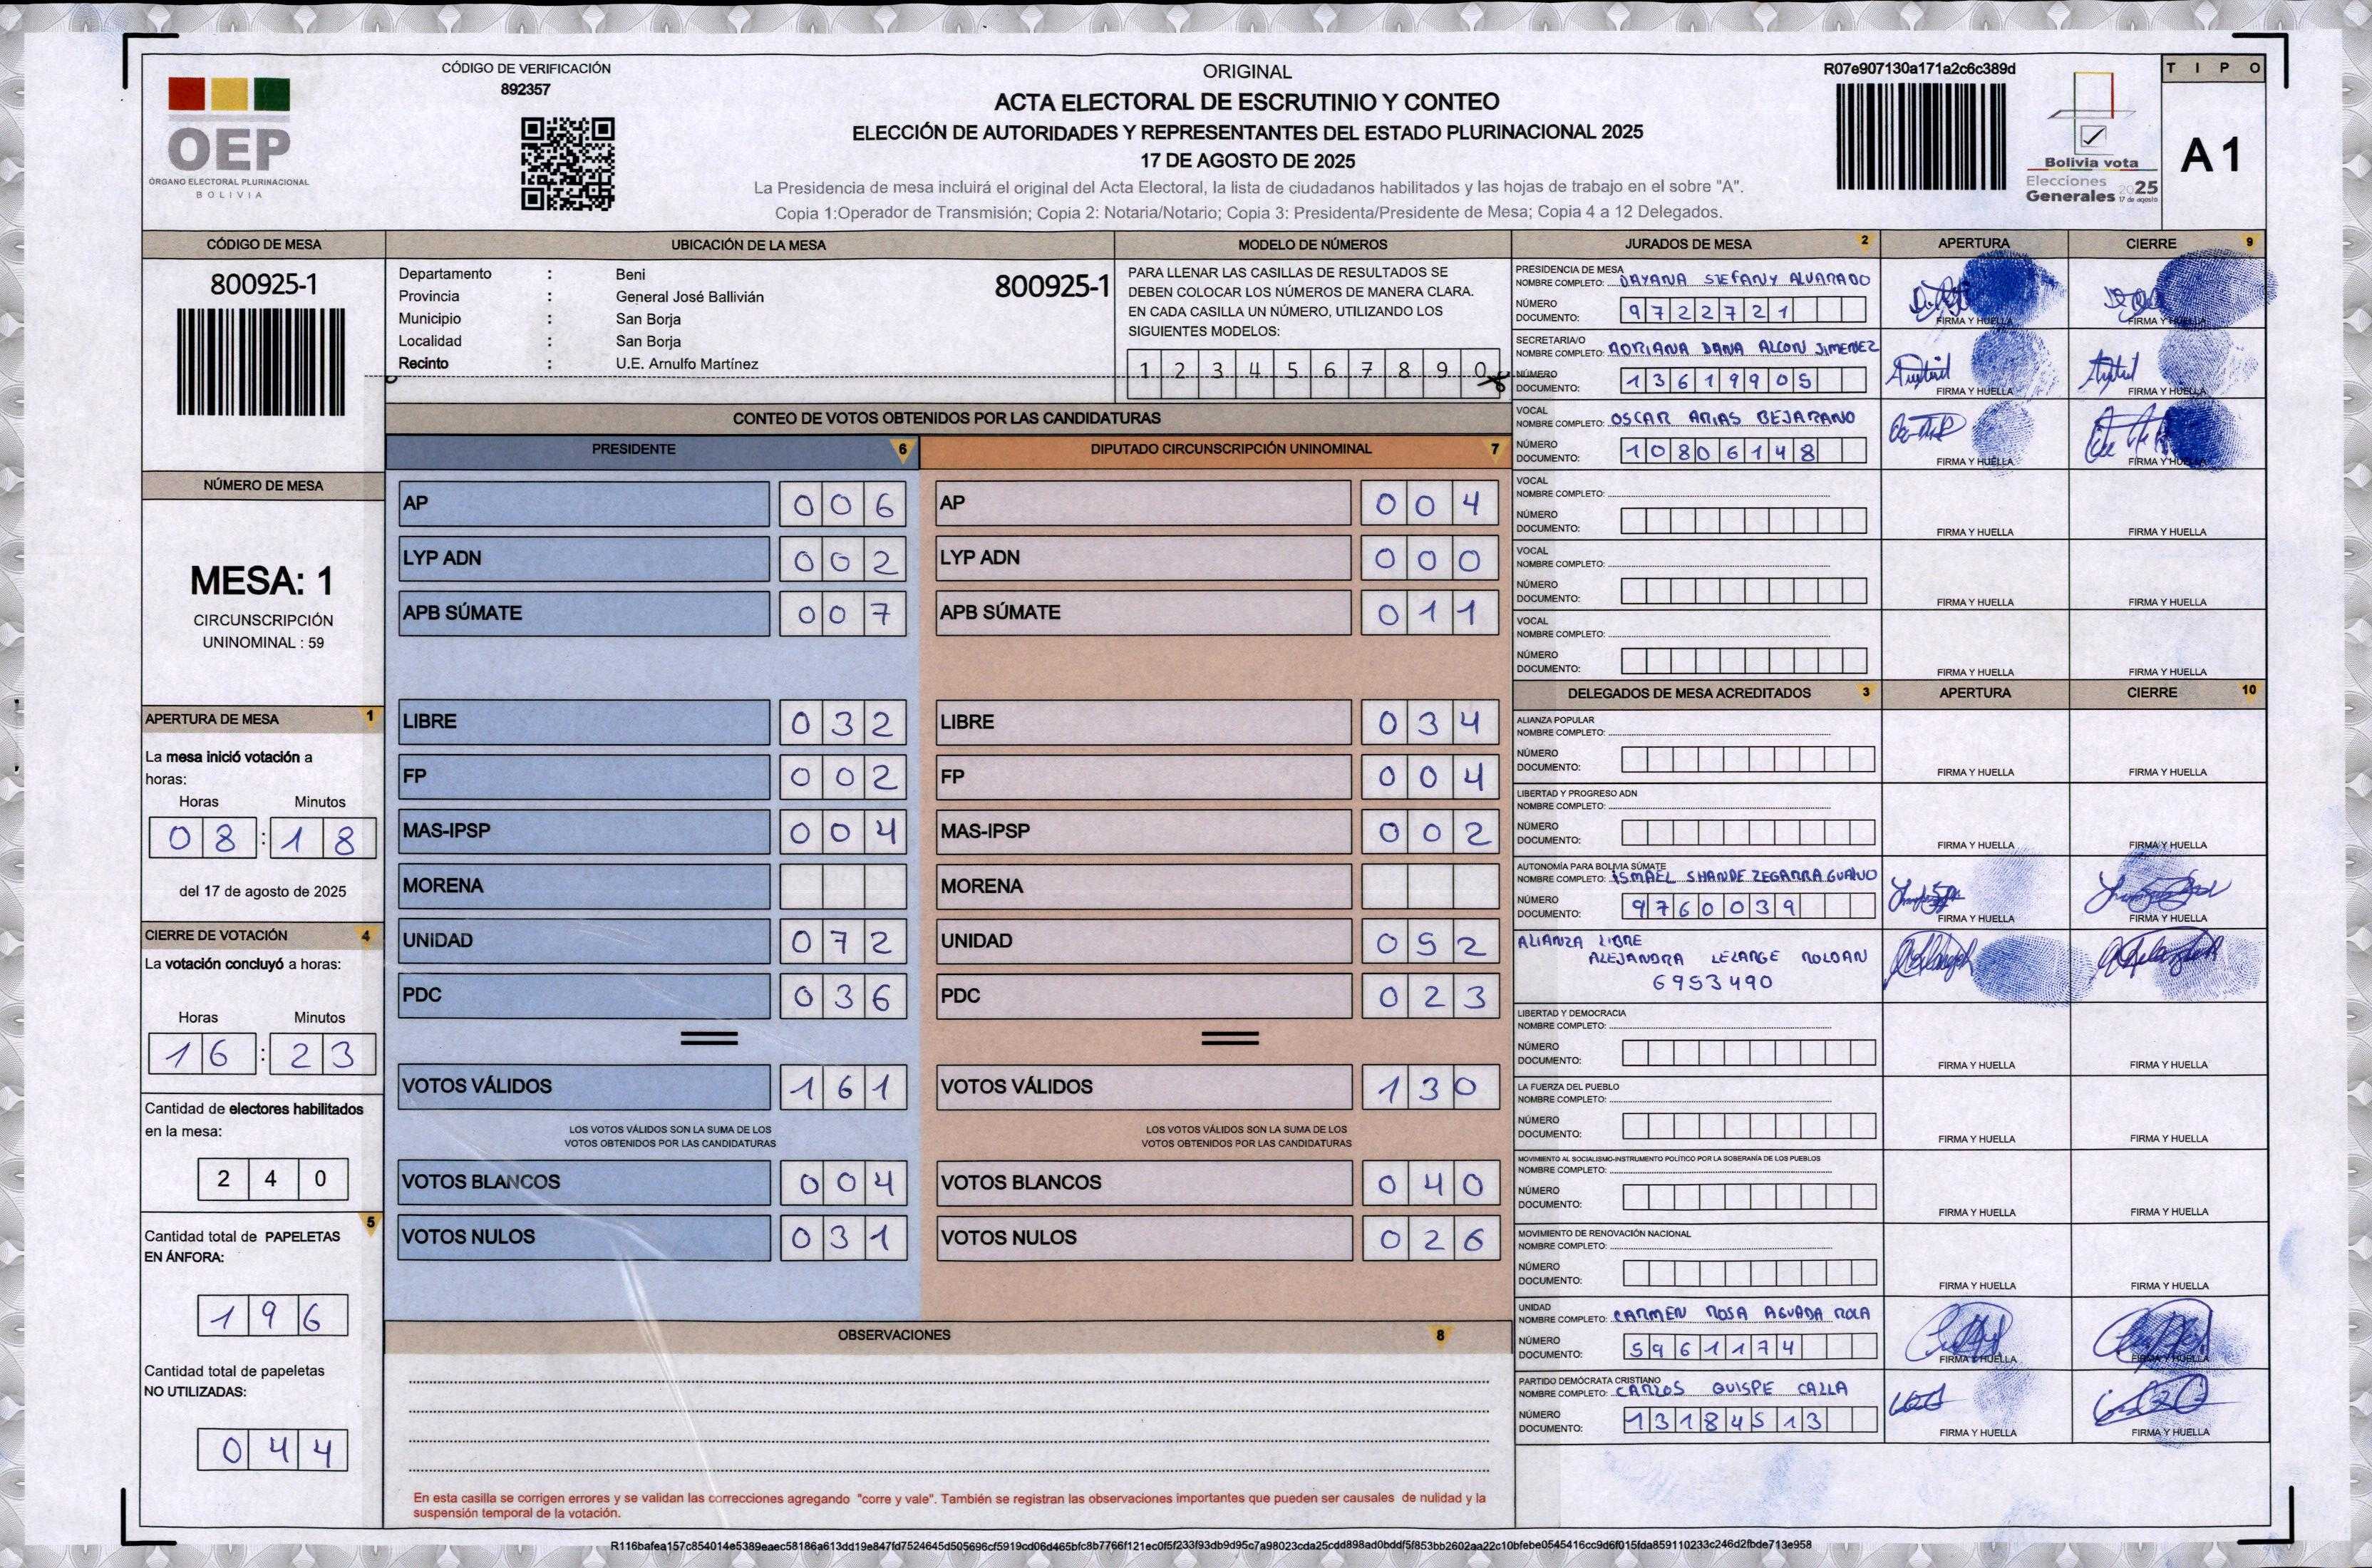 CÓDIGO DE VERIFICACIÓN
892357
OEP
ÓRGANO ELECTORAL PLURINACIONAL
BOLIVIA
ORIGINAL
ACTA ELECTORAL DE ESCRUTINIO Y CONTEO
ELECCIÓN DE AUTORIDADES Y REPRESENTANTES DEL ESTADO PLURINACIONAL 2025
17 DE AGOSTO DE 2025
La Presidencia de mesa incluirá el original del Acta Electoral, la lista de ciudadanos habilitados y las hojas de trabajo en el sobre "A".
Copia 1:Operador de Transmisión; Copia 2: Notaria/Notario; Copia 3: Presidenta/Presidente de Mesa; Copia 4 a 12 Delegados.
R07e907130a171a2c6c389d
Bolivia vota
Elecciones
Generales 2025
17 de agosto
TIPO
A1
CÓDIGO DE MESA
800925-1
NÚMERO DE MESA
MESA: 1
CIRCUNSCRIPCIÓN
UNINOMINAL : 59
APERTURA DE MESA 1
La mesa inició votación a
horas:
Horas Minutos
08 : 18
del 17 de agosto de 2025
CIERRE DE VOTACIÓN 4
La votación concluyó a horas:
Horas Minutos
16 : 23
Cantidad de electores habilitados
en la mesa:
240
5
Cantidad total de PAPELETAS
EN ÁNFORA:
196
Cantidad total de papeletas
NO UTILIZADAS:
044
UBICACIÓN DE LA MESA
Departamento : Beni
800925-1
Provincia : General José Ballivián
Municipio : San Borja
Localidad : San Borja
Recinto : U.E. Arnulfo Martínez
MODELO DE NÚMEROS
PARA LLENAR LAS CASILLAS DE RESULTADOS SE
DEBEN COLOCAR LOS NÚMEROS DE MANERA CLARA.
EN CADA CASILLA UN NÚMERO, UTILIZANDO LOS
SIGUIENTES MODELOS:
1 2 3 4 5 6 7 8 9 0
CONTEO DE VOTOS OBTENIDOS POR LAS CANDIDATURAS
PRESIDENTE 6
DIPUTADO CIRCUNSCRIPCIÓN UNINOMINAL 7
AP 006 AP 004
LYP ADN 002 LYP ADN 000
APB SÚMATE 007 APB SÚMATE 011
LIBRE 032 LIBRE 034
FP 002 FP 004
MAS-IPSP 004 MAS-IPSP 002
MORENA MORENA
UNIDAD 072 UNIDAD 052
PDC 036 PDC 023
VOTOS VÁLIDOS 161 VOTOS VÁLIDOS 130
LOS VOTOS VÁLIDOS SON LA SUMA DE LOS LOS VOTOS VÁLIDOS SON LA SUMA DE LOS
VOTOS OBTENIDOS POR LAS CANDIDATURAS VOTOS OBTENIDOS POR LAS CANDIDATURAS
VOTOS BLANCOS 004 VOTOS BLANCOS 040
VOTOS NULOS 031 VOTOS NULOS 026
OBSERVACIONES 8
En esta casilla se corrigen errores y se validan las correcciones agregando "corre y vale". También se registran las observaciones importantes que pueden ser causales de nulidad y la
suspensión temporal de la votación.
JURADOS DE MESA 2 APERTURA CIERRE 9
PRESIDENCIA DE MESA
NOMBRE COMPLETO: DAYANA STEFANY ALVARADO
NÚMERO
DOCUMENTO: 9722721
FIRMA Y HUELLA FIRMA Y HUELLA
SECRETARIA/O
NOMBRE COMPLETO: ADRIANA DANA ALCON JIMENEZ
NÚMERO
DOCUMENTO: 13619905
FIRMA Y HUELLA FIRMA Y HUELLA
VOCAL
NOMBRE COMPLETO: OSCAR ARIAS BEJARANO
NÚMERO
DOCUMENTO: 10806148
FIRMA Y HUELLA FIRMA Y HUELLA
VOCAL
NOMBRE COMPLETO:
NÚMERO
DOCUMENTO:
FIRMA Y HUELLA FIRMA Y HUELLA
VOCAL
NOMBRE COMPLETO:
NÚMERO
DOCUMENTO:
FIRMA Y HUELLA FIRMA Y HUELLA
VOCAL
NOMBRE COMPLETO:
NÚMERO
DOCUMENTO:
FIRMA Y HUELLA FIRMA Y HUELLA
DELEGADOS DE MESA ACREDITADOS 3 APERTURA CIERRE 10
ALIANZA POPULAR
NOMBRE COMPLETO:
NÚMERO
DOCUMENTO:
FIRMA Y HUELLA FIRMA Y HUELLA
LIBERTAD Y PROGRESO ADN
NOMBRE COMPLETO:
NÚMERO
DOCUMENTO:
FIRMA Y HUELLA FIRMA Y HUELLA
AUTONOMÍA PARA BOLIVIA SÚMATE
NOMBRE COMPLETO: ISMAEL SHANDE ZEGARRA
NÚMERO
DOCUMENTO: 9760039
FIRMA Y HUELLA FIRMA Y HUELLA
ALIANZA LIBRE
ALEJANDRA LELARGE ROLDAN
6953490
LIBERTAD Y DEMOCRACIA
NOMBRE COMPLETO:
NÚMERO
DOCUMENTO:
FIRMA Y HUELLA FIRMA Y HUELLA
LA FUERZA DEL PUEBLO
NOMBRE COMPLETO:
NÚMERO
DOCUMENTO:
FIRMA Y HUELLA FIRMA Y HUELLA
MOVIMIENTO AL SOCIALISMO-INSTRUMENTO POLÍTICO POR LA SOBERANÍA DE LOS PUEBLOS
NOMBRE COMPLETO:
NÚMERO
DOCUMENTO:
FIRMA Y HUELLA FIRMA Y HUELLA
MOVIMIENTO DE RENOVACIÓN NACIONAL
NOMBRE COMPLETO:
NÚMERO
DOCUMENTO:
FIRMA Y HUELLA FIRMA Y HUELLA
UNIDAD
NOMBRE COMPLETO: CARMEN ROSA AGUADA ROCA
NÚMERO
DOCUMENTO: 5961174
FIRMA Y HUELLA FIRMA Y HUELLA
PARTIDO DEMÓCRATA CRISTIANO
NOMBRE COMPLETO: CARLOS QUISPE CALLA
NÚMERO
DOCUMENTO: 13184513
FIRMA Y HUELLA FIRMA Y HUELLA